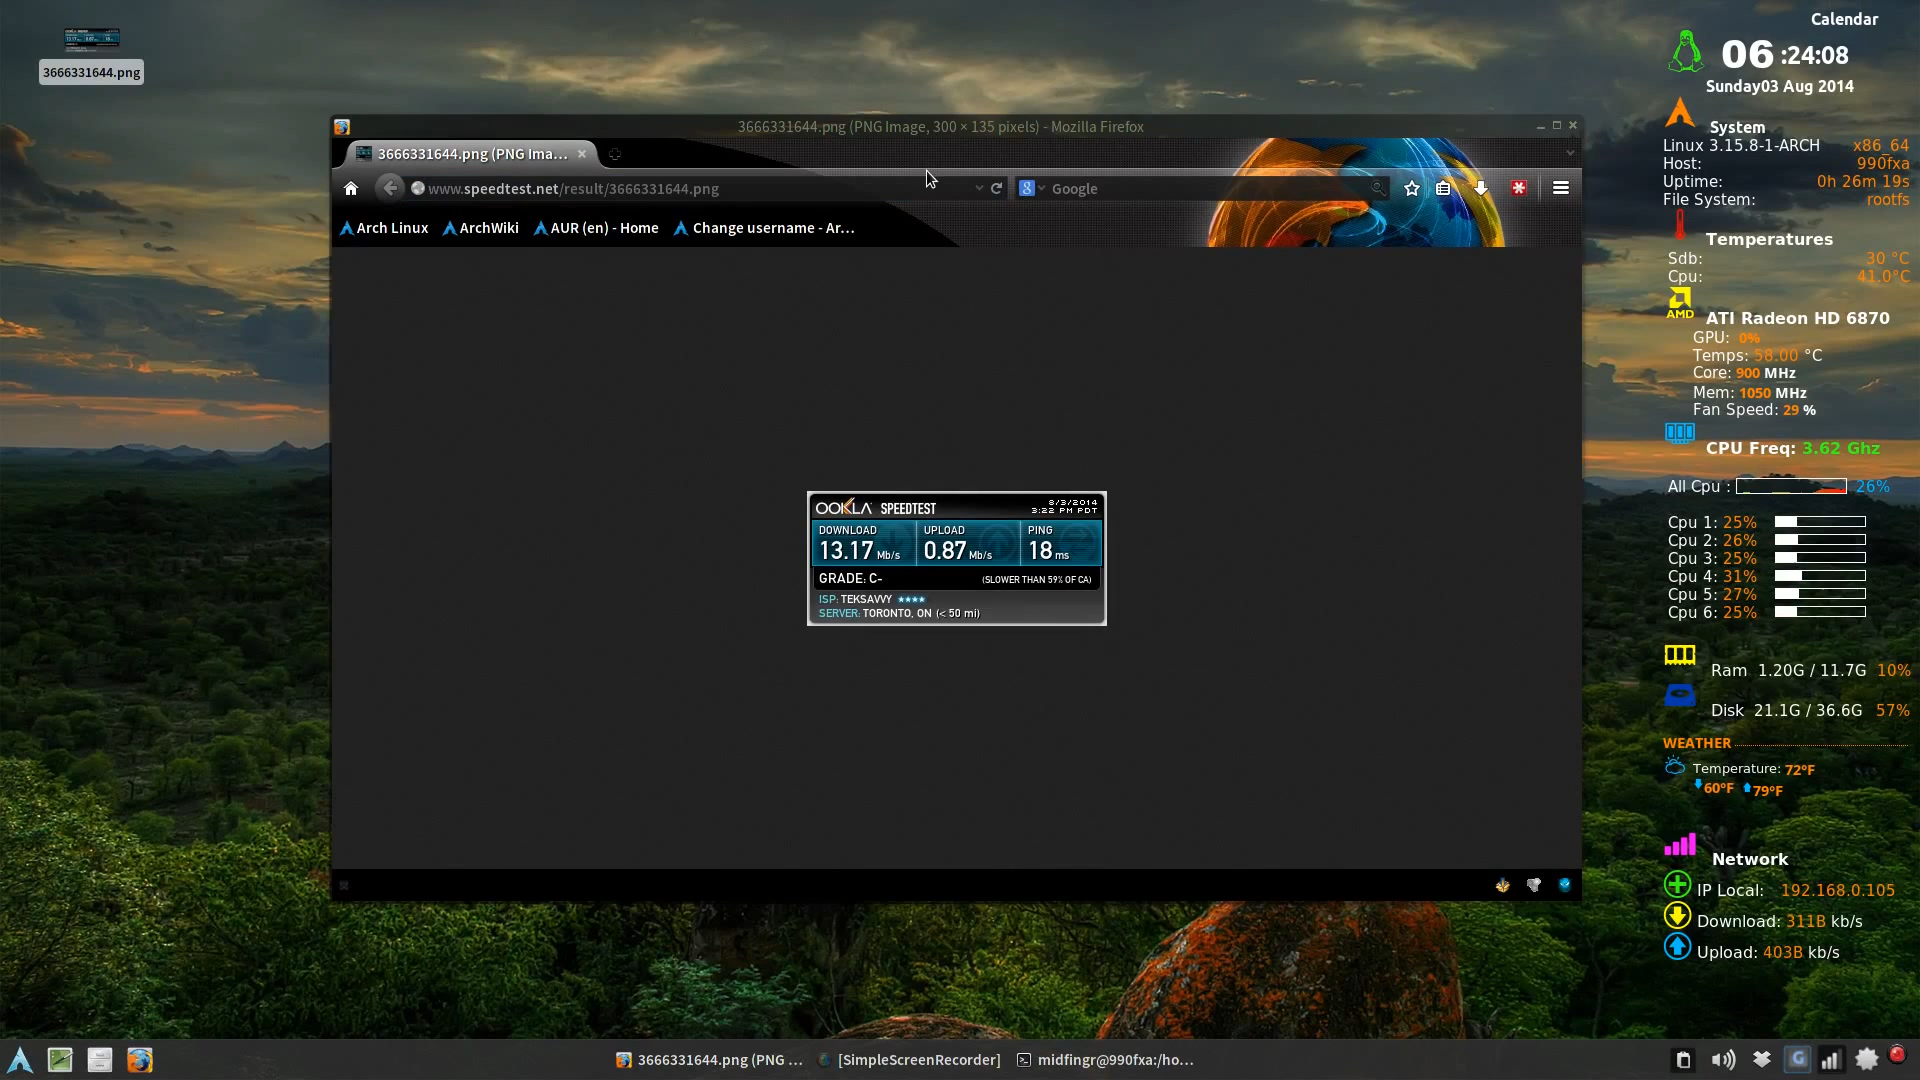 3666331644.png
3666331644.png (PNG Image, 300 × 135 pixels) - Mozilla Firefox
3666331644.png (PNG Ima...
www.speedtest.net/result/3666331644.png
Google
Arch Linux
ArchWiki
AUR (en) - Home
Change username - Ar...
OOKLA SPEEDTEST
8/3/2014
3:22 PM PDT
DOWNLOAD
13.17 Mb/s
UPLOAD
0.87 Mb/s
PING
18 ms
GRADE: C-
(SLOWER THAN 59% OF CA)
ISP: TEKSAVVY ★★★★
SERVER: TORONTO, ON (< 50 mi)
Calendar
06 :24:08
Sunday03 Aug 2014
System
Linux 3.15.8-1-ARCH x86_64
Host: 990fxa
Uptime: 0h 26m 19s
File System: rootfs
Temperatures
Sdb: 30 °C
Cpu: 41.0°C
AMD
ATI Radeon HD 6870
GPU: 0%
Temps: 58.00 °C
Core: 900 MHz
Mem: 1050 MHz
Fan Speed: 29 %
CPU Freq: 3.62 Ghz
All Cpu : 26%
Cpu 1: 25%
Cpu 2: 26%
Cpu 3: 25%
Cpu 4: 31%
Cpu 5: 27%
Cpu 6: 25%
Ram 1.20G / 11.7G 10%
Disk 21.1G / 36.6G 57%
WEATHER
Temperature: 72°F
60°F 79°F
Network
IP Local: 192.168.0.105
Download: 311B kb/s
Upload: 403B kb/s
3666331644.png (PNG ...
[SimpleScreenRecorder]
midfingr@990fxa:/ho...